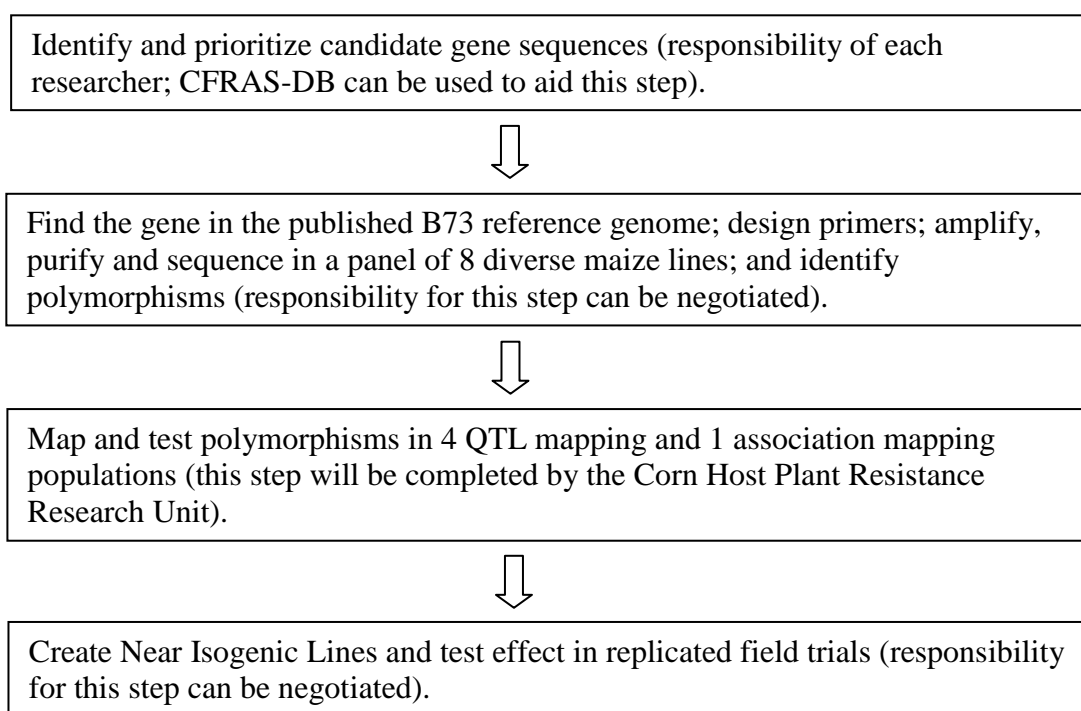 Identify and prioritize candidate gene sequences (responsibility of each
researcher; CFRAS-DB can be used to aid this step).
Find the gene in the published B73 reference genome; design primers; amplify,
purify and sequence in a panel of 8 diverse maize lines; and identify
polymorphisms (responsibility for this step can be negotiated).
Map and test polymorphisms in 4 QTL mapping and 1 association mapping
populations (this step will be completed by the Corn Host Plant Resistance
Research Unit).
Create Near Isogenic Lines and test effect in replicated field trials (responsibility
for this step can be negotiated).